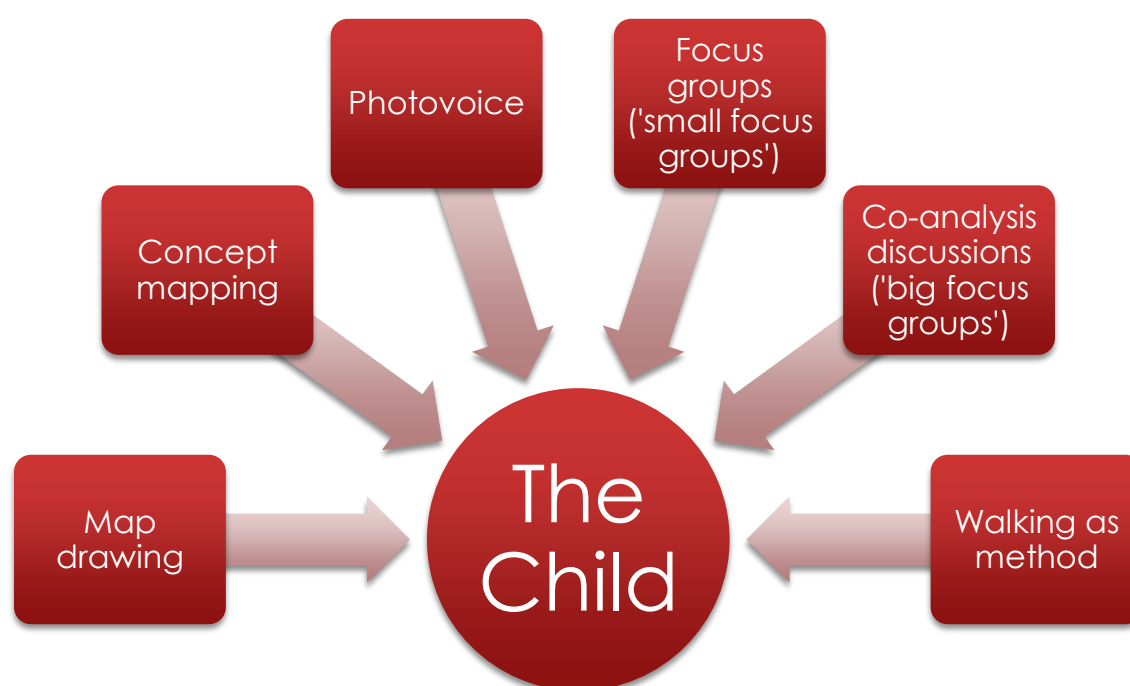 Photovoice
Focus
groups
('small focus
groups')
Concept
mapping
Co-analysis
discussions
('big focus
groups')
Map
drawing
The
Child
Walking as
method